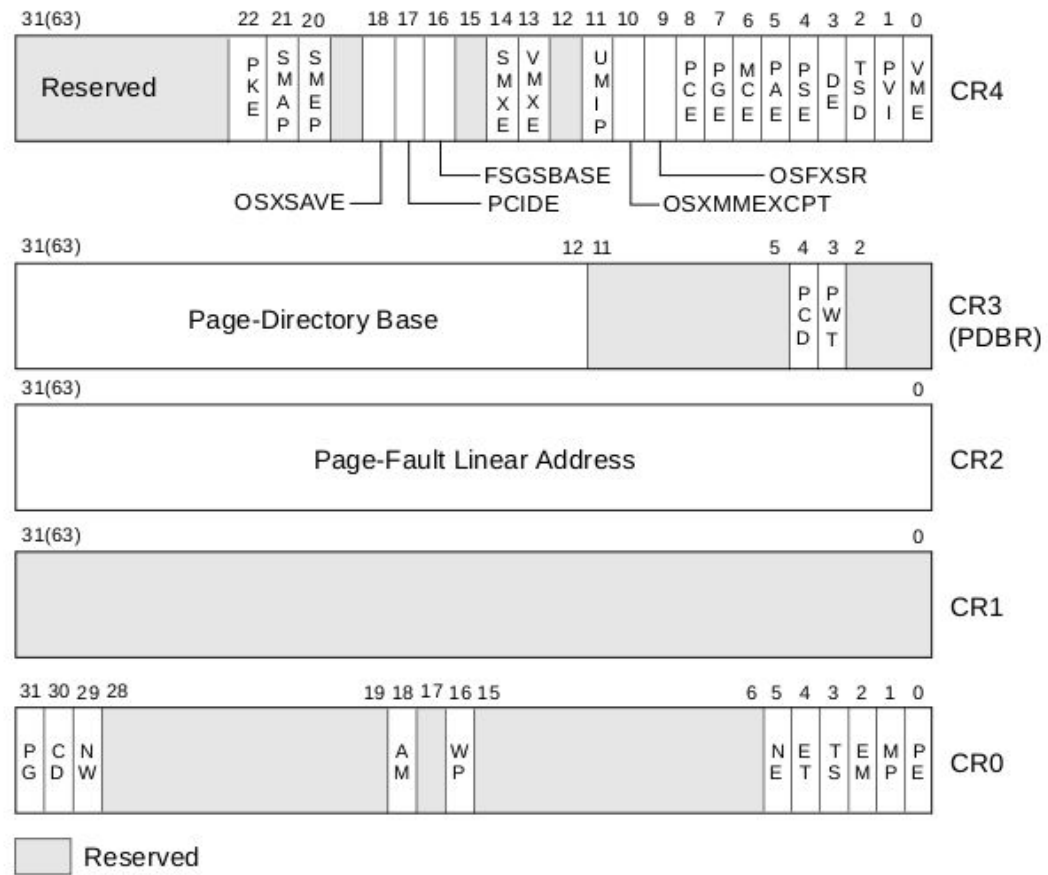 31(63) 22 21 20 18 17 16 15 14 13 12 11 10 9 8 7 6 5 4 3 2 1 0
Reserved PKE SMAP SMEP SMXE VMXE UMIP PCE PGE MCE PAE PSE DE TSD PVI VME CR4
FSGSBASE OSFXSR
OSXSAVE PCIDE OSXMMEXCPT
31(63) 12 11 5 4 3 2
Page-Directory Base PCD PWT CR3
(PDBR)
31(63) 0
Page-Fault Linear Address CR2
31(63) 0
CR1
31 30 29 28 19 18 17 16 15 6 5 4 3 2 1 0
PG CD NW AM WP NE ET TS EM MP PE CR0
Reserved